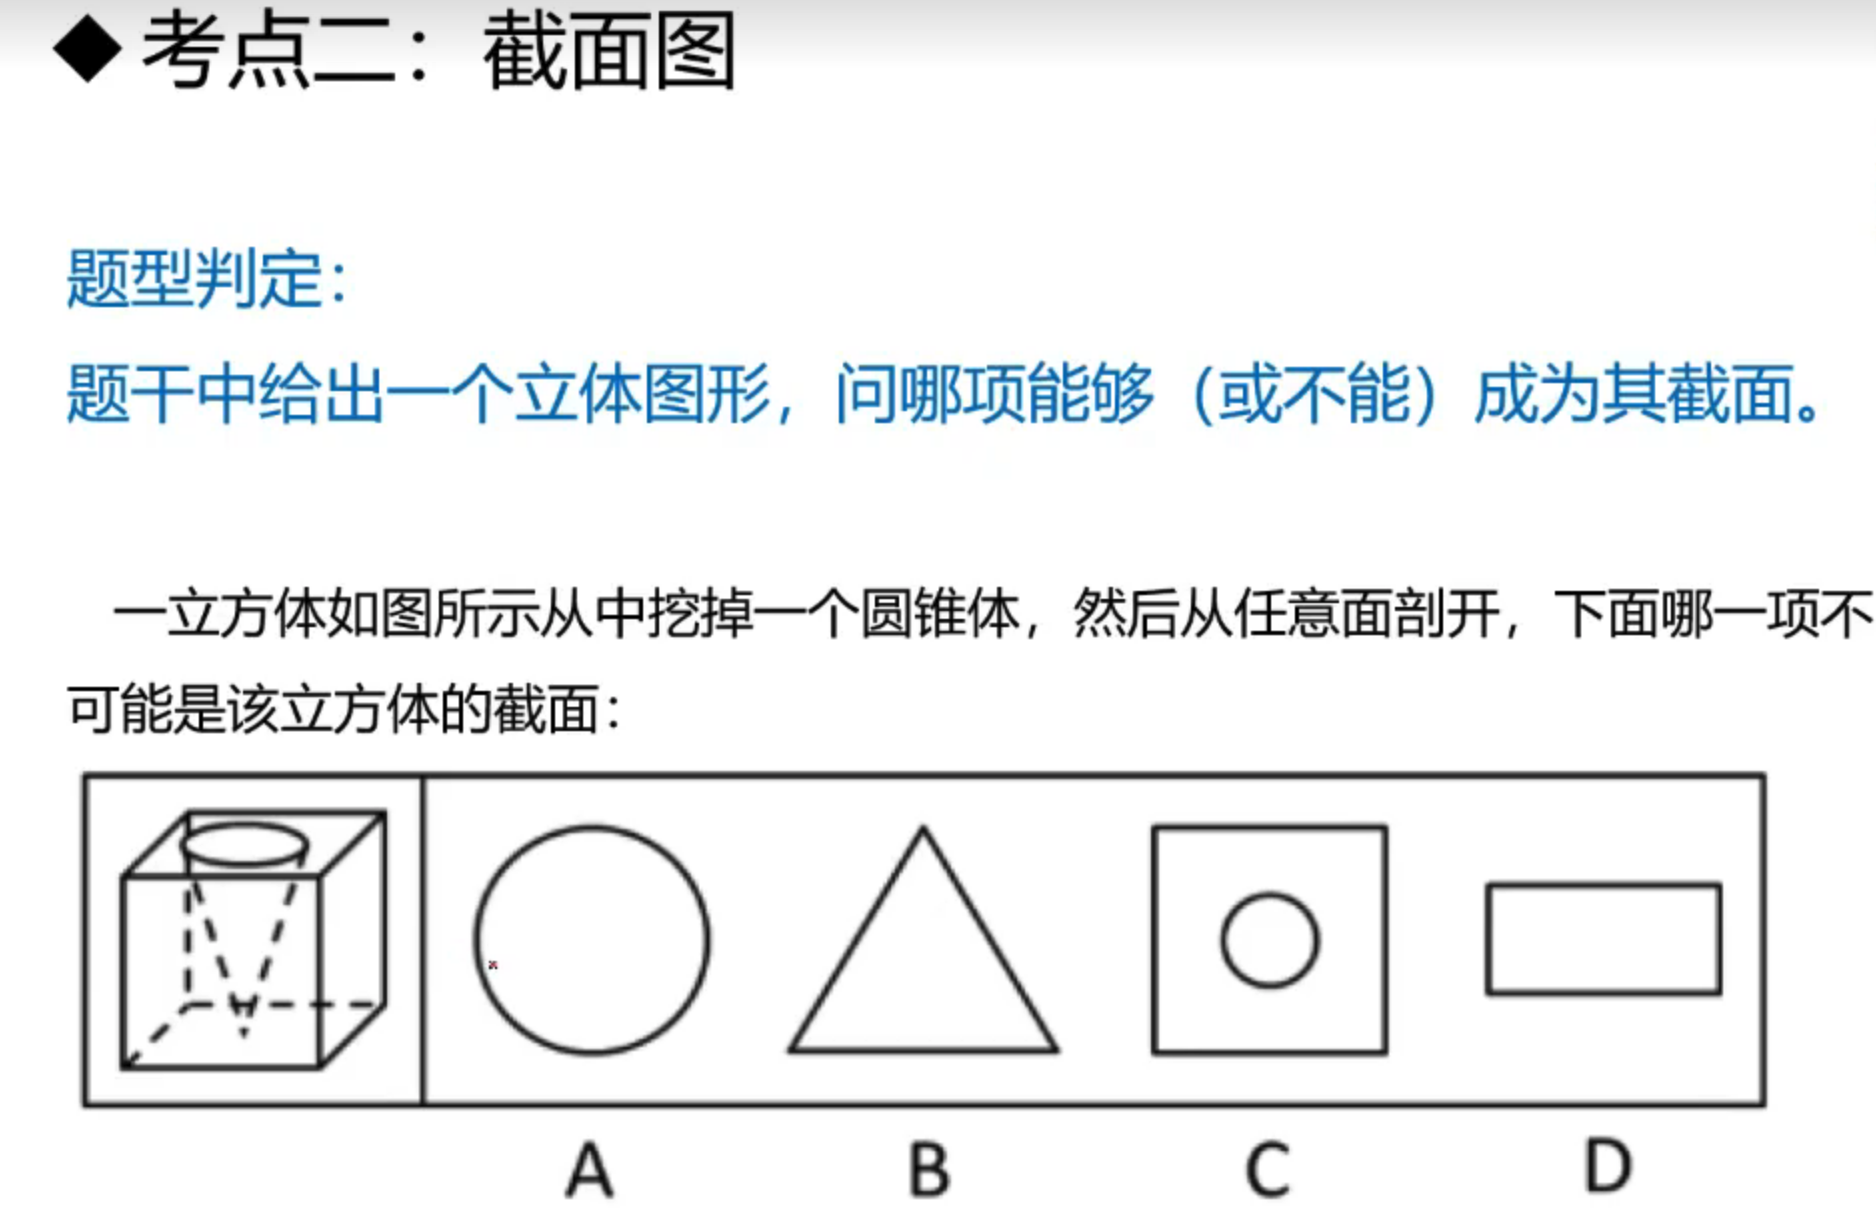 ◆考点二：截面图
题型判定：
题干中给出一个立体图形，问哪项能够（或不能）成为其截面。
一立方体如图所示从中挖掉一个圆锥体，然后从任意面剖开，下面哪一项不
可能是该立方体的截面：
A B C D